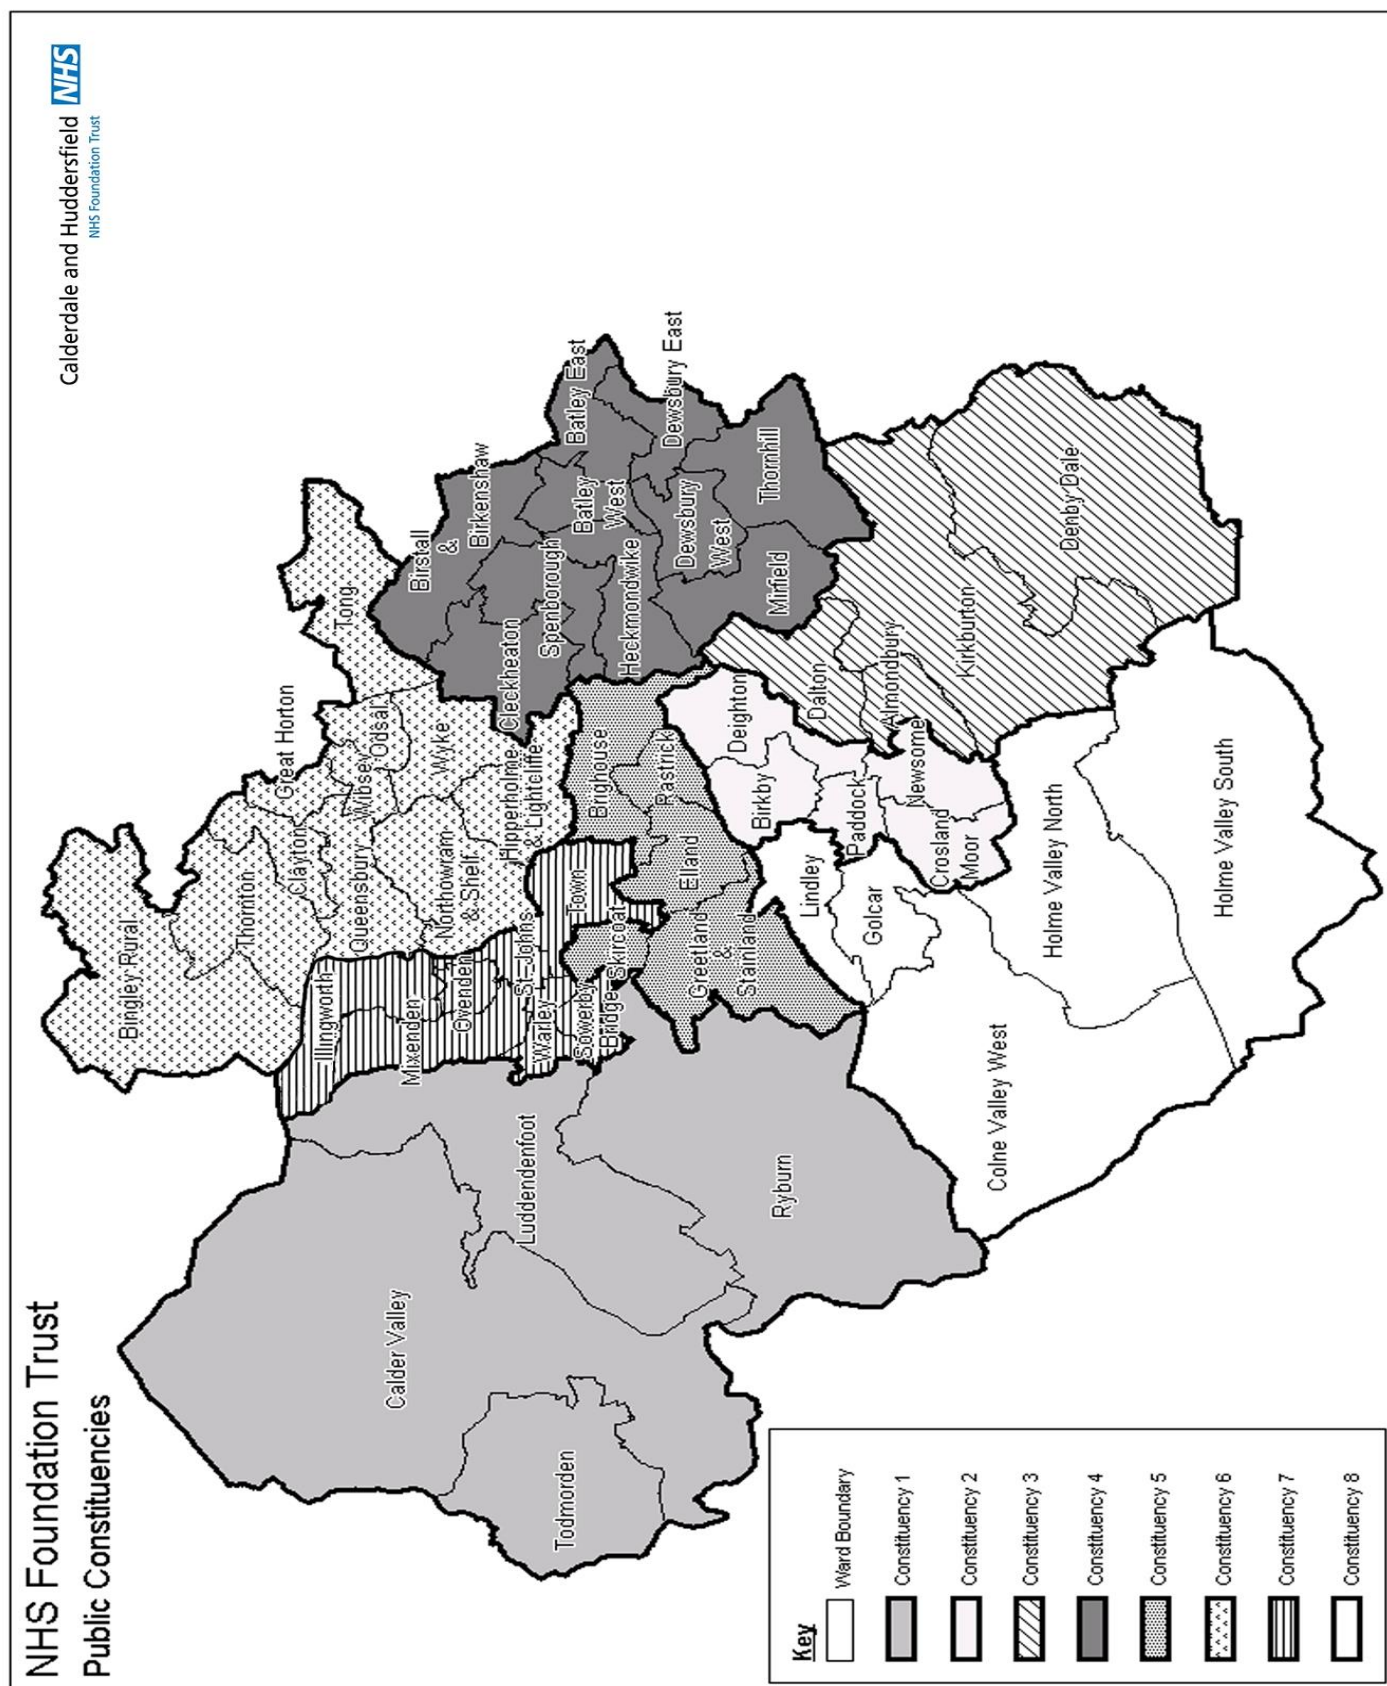 NHS Foundation Trust
Public Constituencies
Calderdale and Huddersfield NHS
NHS Foundation Trust
Bingley Rural
Thornton
Great Horton
Clayton
Queensbury
Wibsey
Odsal
Tong
Wyke
Northowram
& Shelf
Hipperholme
& Lightcliffe
Illingworth
Mixenden
Ovenden
St. Johns
Warley
Town
Sowerby
Bridge
Skircoat
Birstall
&
Birkenshaw
Cleckheaton
Spenborough
Batley East
Batley
West
Heckmondwike
Dewsbury East
Dewsbury
West
Thornhill
Mirfield
Calder Valley
Luddendenfoot
Todmorden
Ryburn
Brighouse
Rastrick
Elland
Greetland
&
Stainland
Deighton
Birkby
Paddock
Newsome
Crosland
Moor
Dalton
Almondbury
Kirkburton
Denby Dale
Lindley
Golcar
Colne Valley West
Holme Valley North
Holme Valley South
Key
Ward Boundary
Constituency 1
Constituency 2
Constituency 3
Constituency 4
Constituency 5
Constituency 6
Constituency 7
Constituency 8